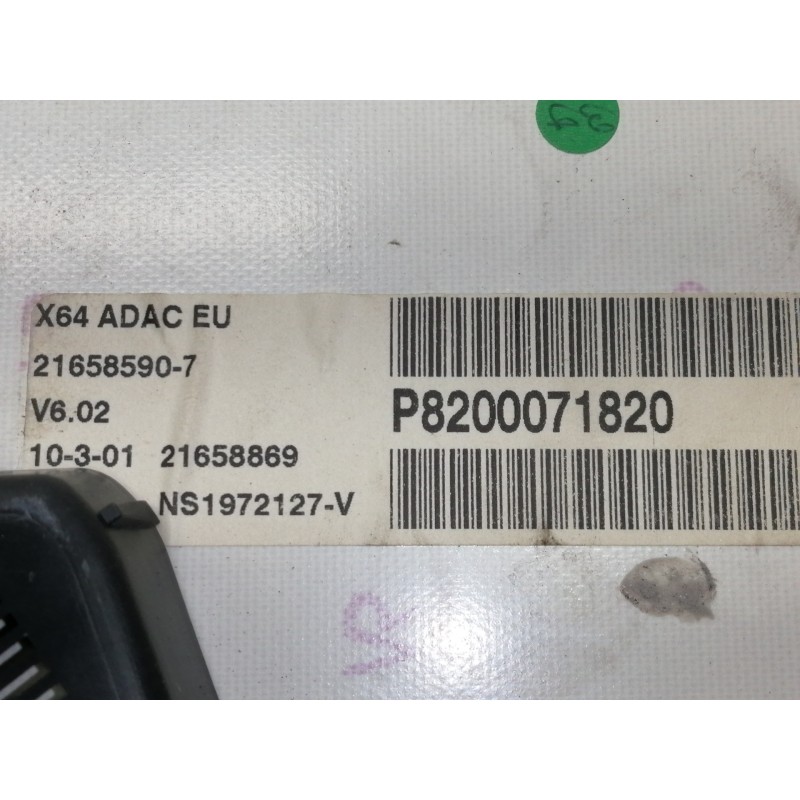 X64 ADAC EU
21658590-7
V6.02
10-3-01 21658869
NS1972127-V
P8200071820